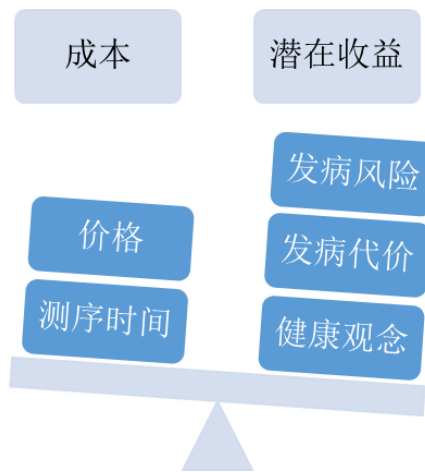 成本
潜在收益
发病风险
价格
发病代价
测序时间
健康观念